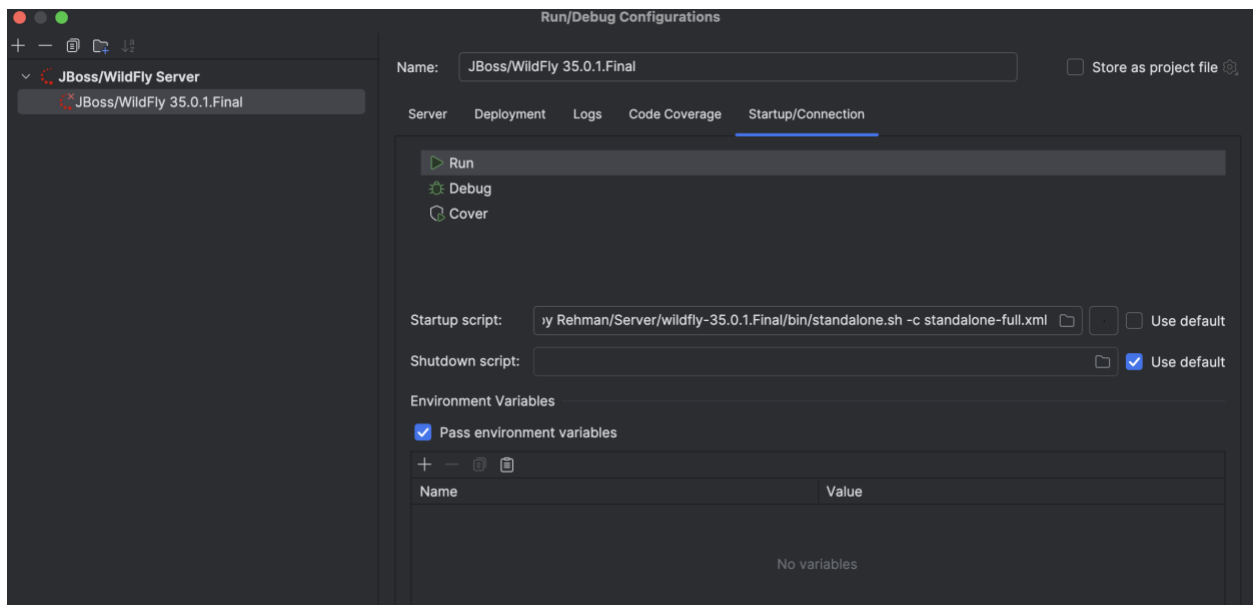 Run/Debug Configurations
JBoss/WildFly Server
JBoss/WildFly 35.0.1.Final
Name: JBoss/WildFly 35.0.1.Final Store as project file
Server Deployment Logs Code Coverage Startup/Connection
Run
Debug
Cover
Startup script: Rehman/Server/wildfly-35.0.1.Final/bin/standalone.sh -c standalone-full.xml Use default
Shutdown script: Use default
Environment Variables
Pass environment variables
Name Value
No variables